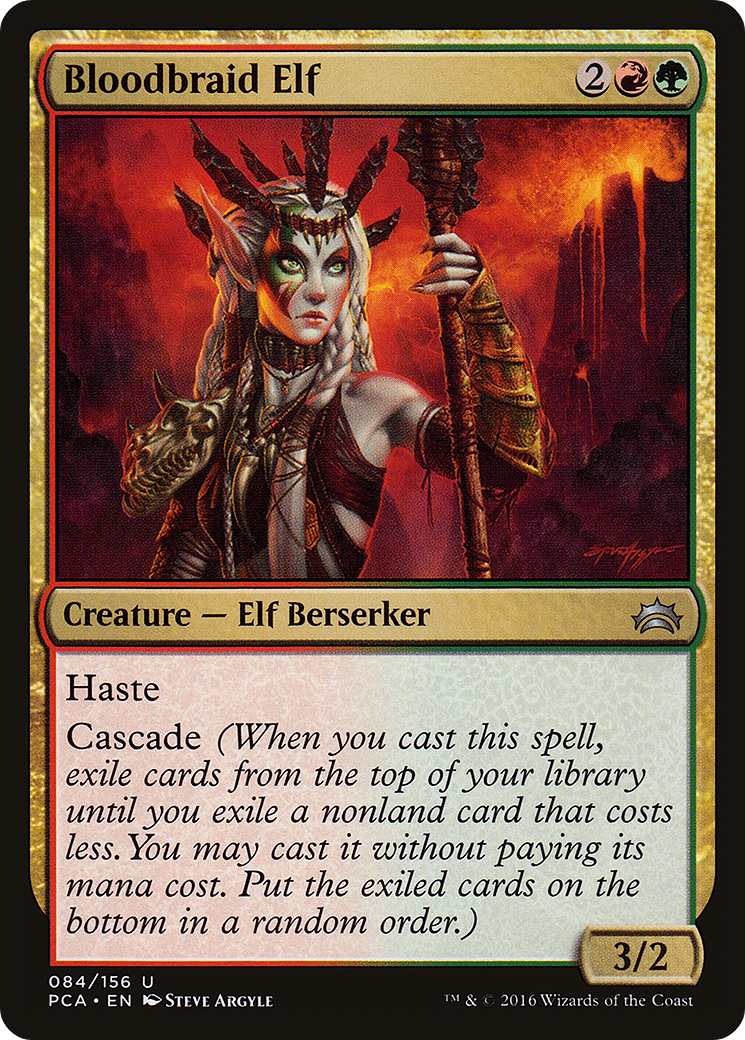 Bloodbraid Elf 2
Creature — Elf Berserker
Haste
Cascade (When you cast this spell,
exile cards from the top of your library
until you exile a nonland card that costs
less. You may cast it without paying its
mana cost. Put the exiled cards on the
bottom in a random order.)
3/2
084/156 U
PCA • EN Steve Argyle
™ & © 2016 Wizards of the Coast